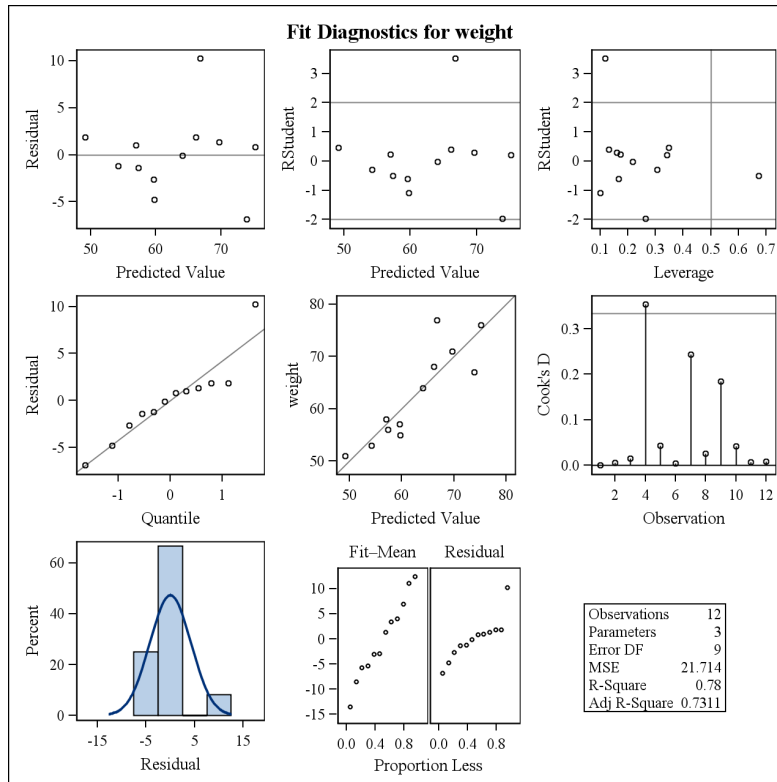 Fit Diagnostics for weight
Residual
10
5
0
-5
50 60 70
Predicted Value
RStudent
3
2
1
0
-1
-2
50 60 70
Predicted Value
RStudent
3
2
1
0
-1
-2
0.1 0.2 0.3 0.4 0.5 0.6 0.7
Leverage
Residual
10
5
0
-5
-1 0 1
Quantile
weight
80
70
60
50
50 60 70 80
Predicted Value
Cook's D
0.3
0.2
0.1
0.0
2 4 6 8 10 12
Observation
Percent
60
40
20
0
-15 -5 5 15
Residual
Fit–Mean Residual
10
5
0
-5
-10
-15
0.0 0.4 0.8 0.0 0.4 0.8
Proportion Less
Observations 12
Parameters 3
Error DF 9
MSE 21.714
R-Square 0.78
Adj R-Square 0.7311